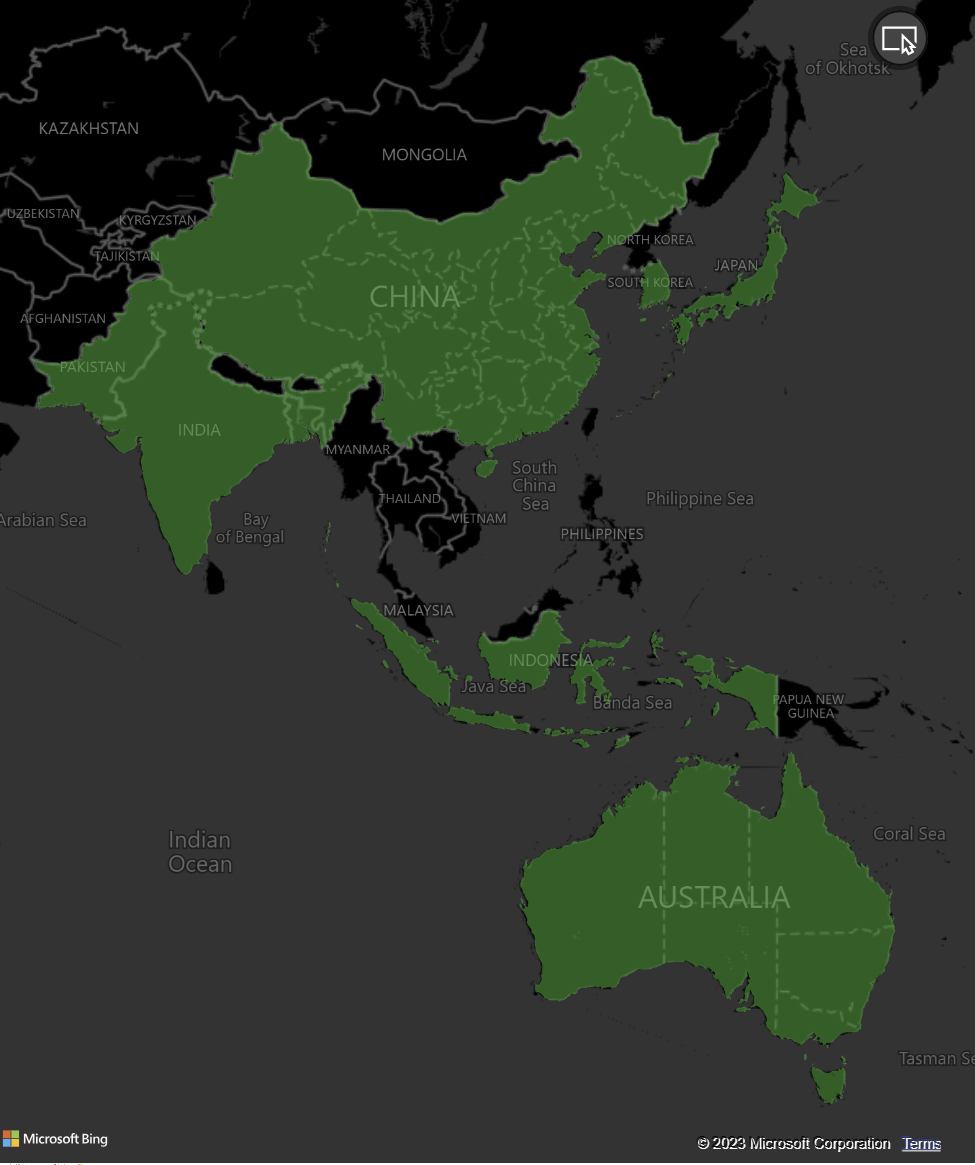 Sea
of Okhotsk
KAZAKHSTAN
MONGOLIA
UZBEKISTAN
KYRGYZSTAN
TAJIKISTAN
NORTH KOREA
JAPAN
SOUTH KOREA
CHINA
AFGHANISTAN
PAKISTAN
INDIA
MYANMAR
South
China
Sea
THAILAND
Philippine Sea
Arabian Sea
Bay
of Bengal
VIETNAM
PHILIPPINES
MALAYSIA
INDONESIA
Java Sea
Banda Sea
PAPUA NEW
GUINEA
Indian
Ocean
Coral Sea
AUSTRALIA
Tasman Se
Microsoft Bing
© 2023 Microsoft Corporation Terms